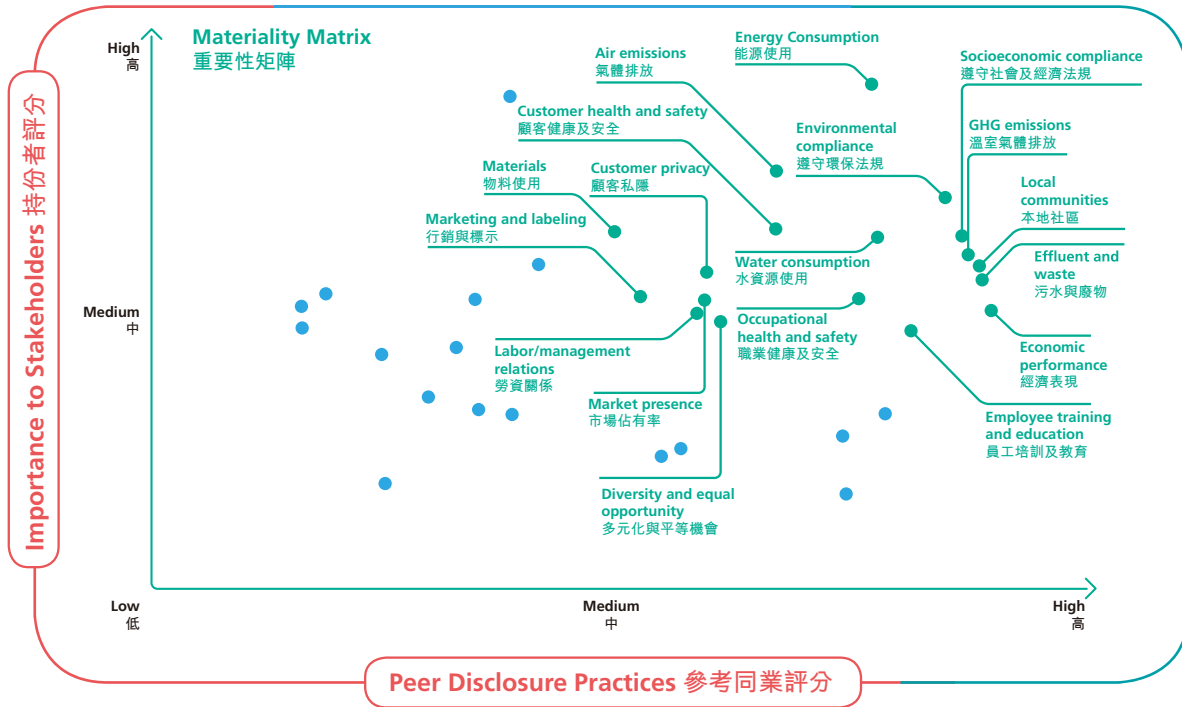 Materiality Matrix
重要性矩陣
High
高
Importance to Stakeholders 持份者評分
Medium
中
Low
低
Medium
中
High
高
Peer Disclosure Practices 參考同業評分
Energy Consumption
能源使用
Air emissions
氣體排放
Socioeconomic compliance
遵守社會及經濟法規
Customer health and safety
顧客健康及安全
Environmental
compliance
遵守環保法規
GHG emissions
溫室氣體排放
Materials
物料使用
Customer privacy
顧客私隱
Local
communities
本地社區
Marketing and labeling
行銷與標示
Water consumption
水資源使用
Effluent and
waste
污水與廢物
Occupational
health and safety
職業健康及安全
Labor/management
relations
勞資關係
Economic
performance
經濟表現
Market presence
市場佔有率
Employee training
and education
員工培訓及教育
Diversity and equal
opportunity
多元化與平等機會